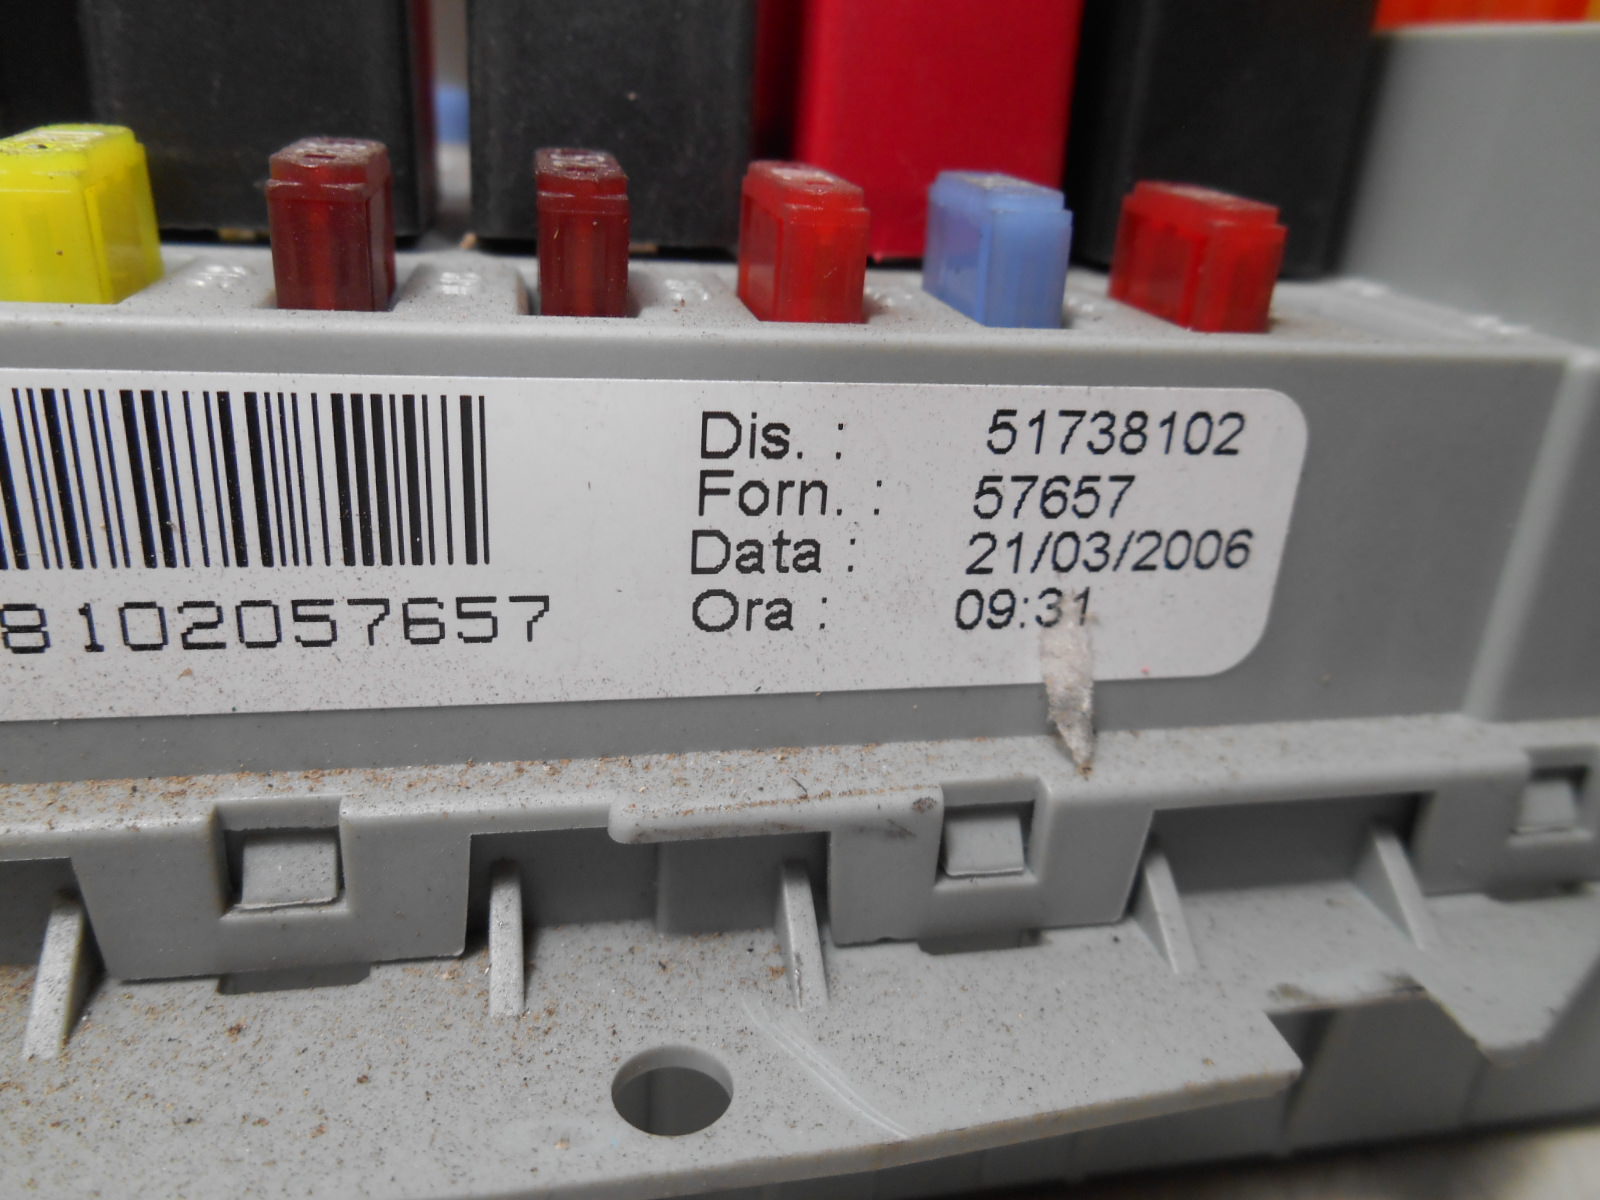 Dis. : 51738102
Forn. : 57657
Data : 21/03/2006
Ora : 09:31
8102057657